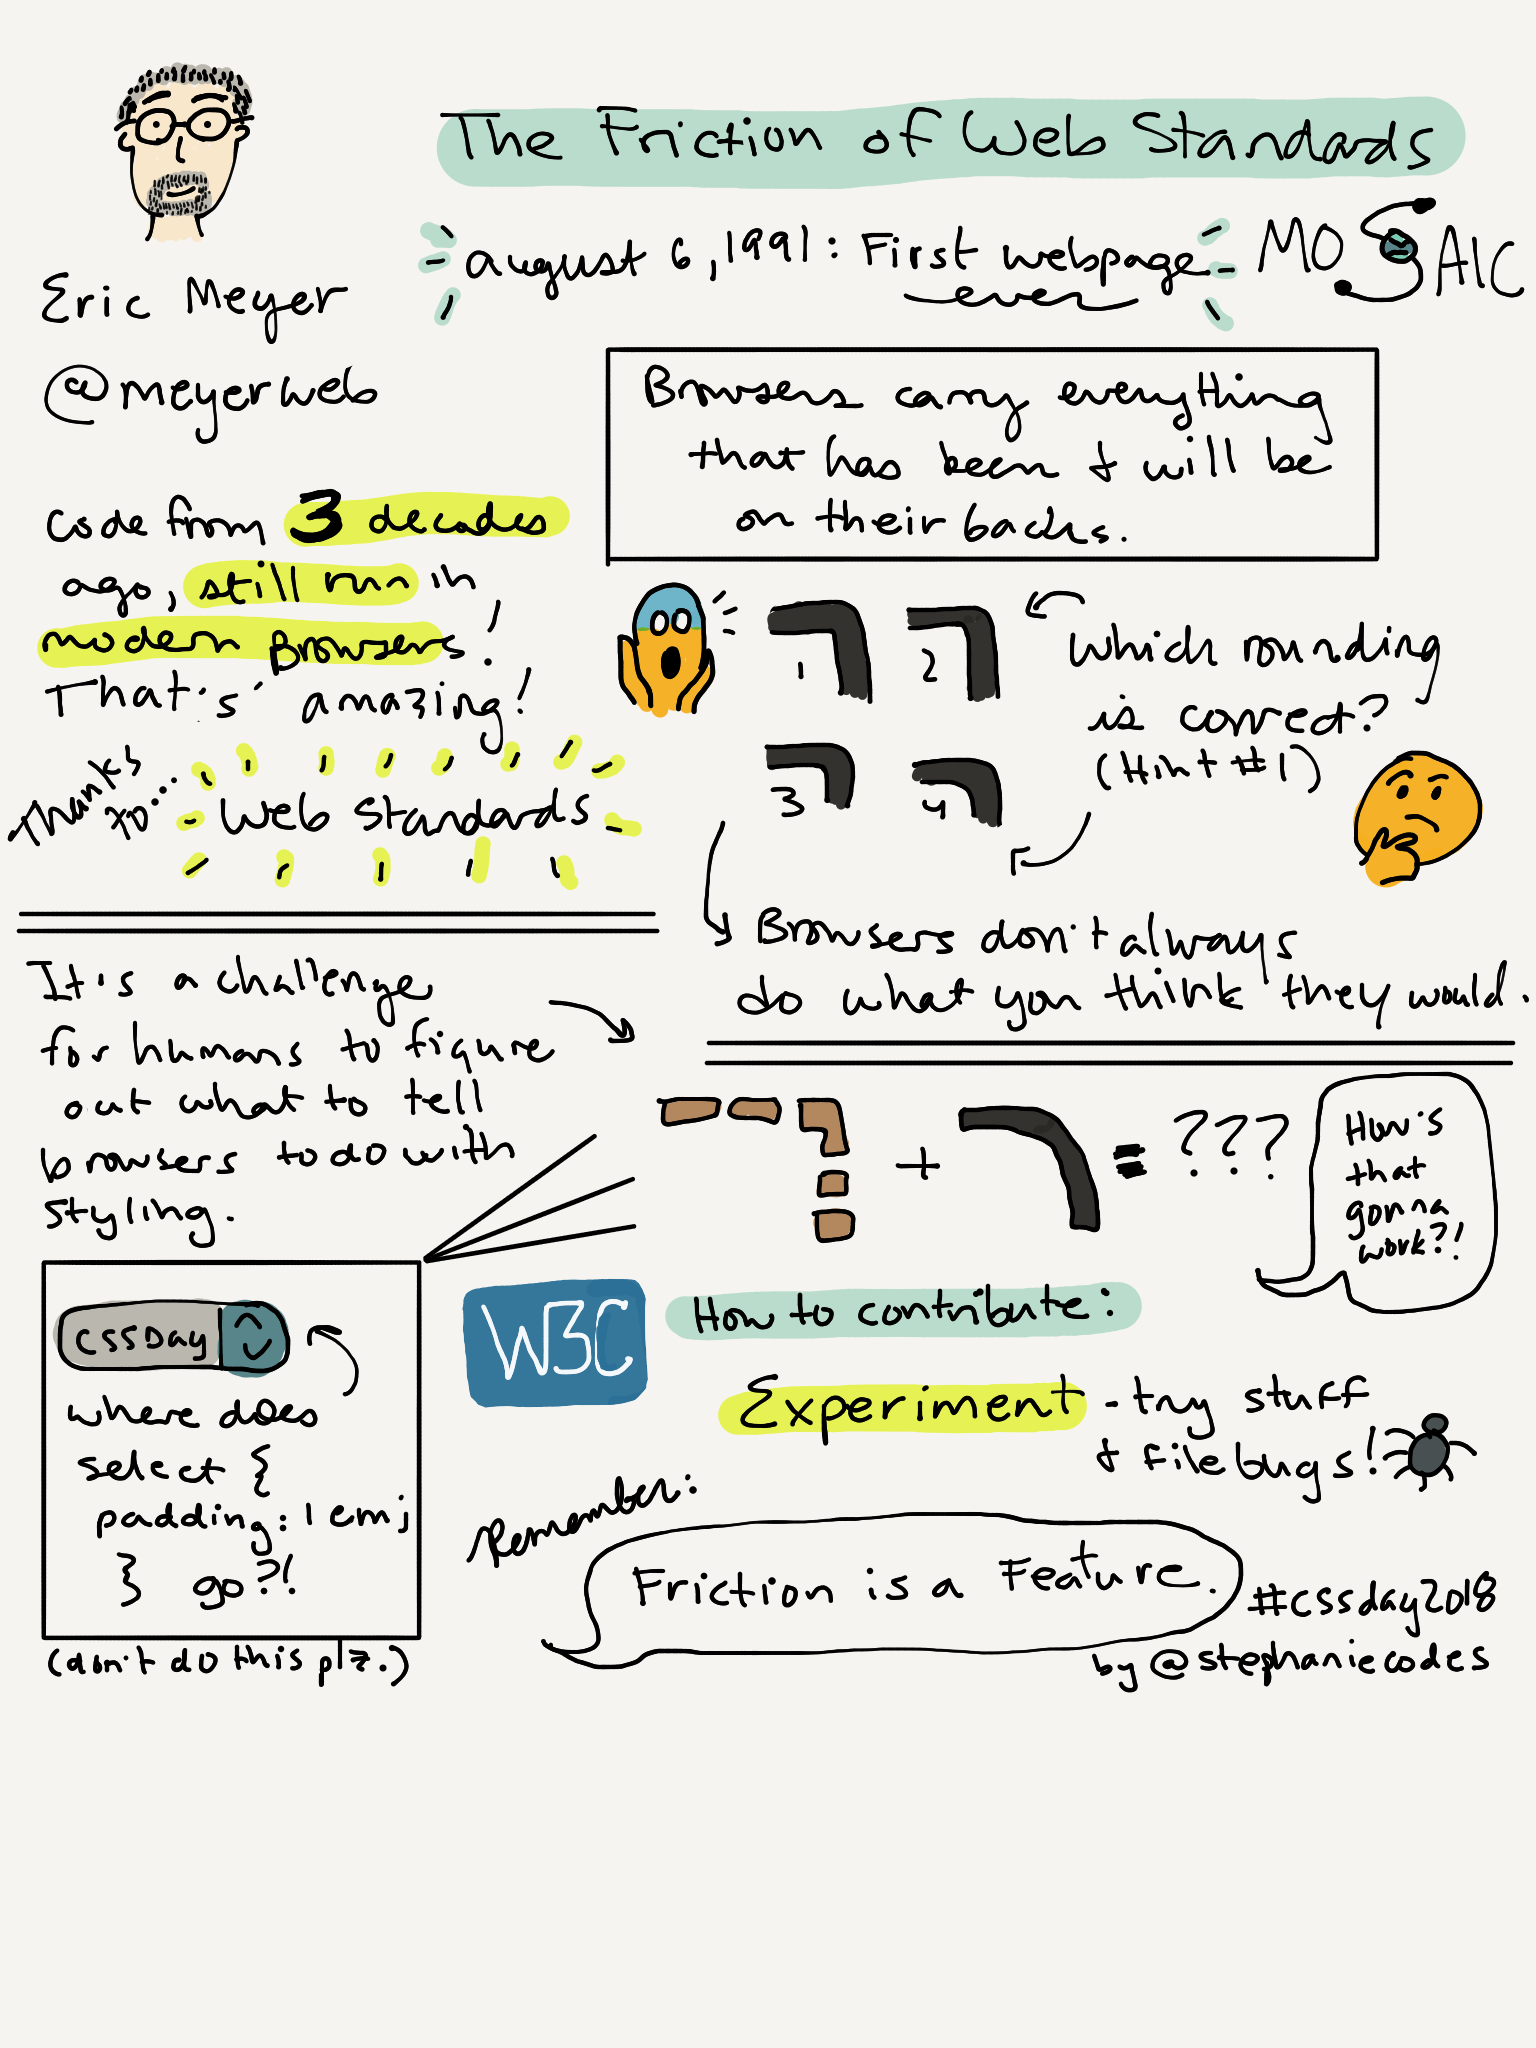 The Friction of Web Standards
august 6, 1991: First webpage
ever
MOSAIC
Eric Meyer
@meyerweb
Browsers carry everything
that has been & will be
on their backs.
code from 3 decades
ago, still run in
modern Browsers!
That's amazing!
Thanks
to...
Web Standards
1
2
3
4
which rounding
is correct?
(Hint #1)
Browsers don't always
do what you think they would.
It's a challenge
for humans to figure
out what to tell
browsers to do with
styling.
+
= ???
How's
that
gonna
work?!
CSSDay
where does
select {
padding: 1em;
} go?!
(don't do this plz.)
W3C
How to contribute:
Experiment - try stuff
& file bugs!
Remember:
Friction is a Feature.
#cssday2018
by @stephaniecodes